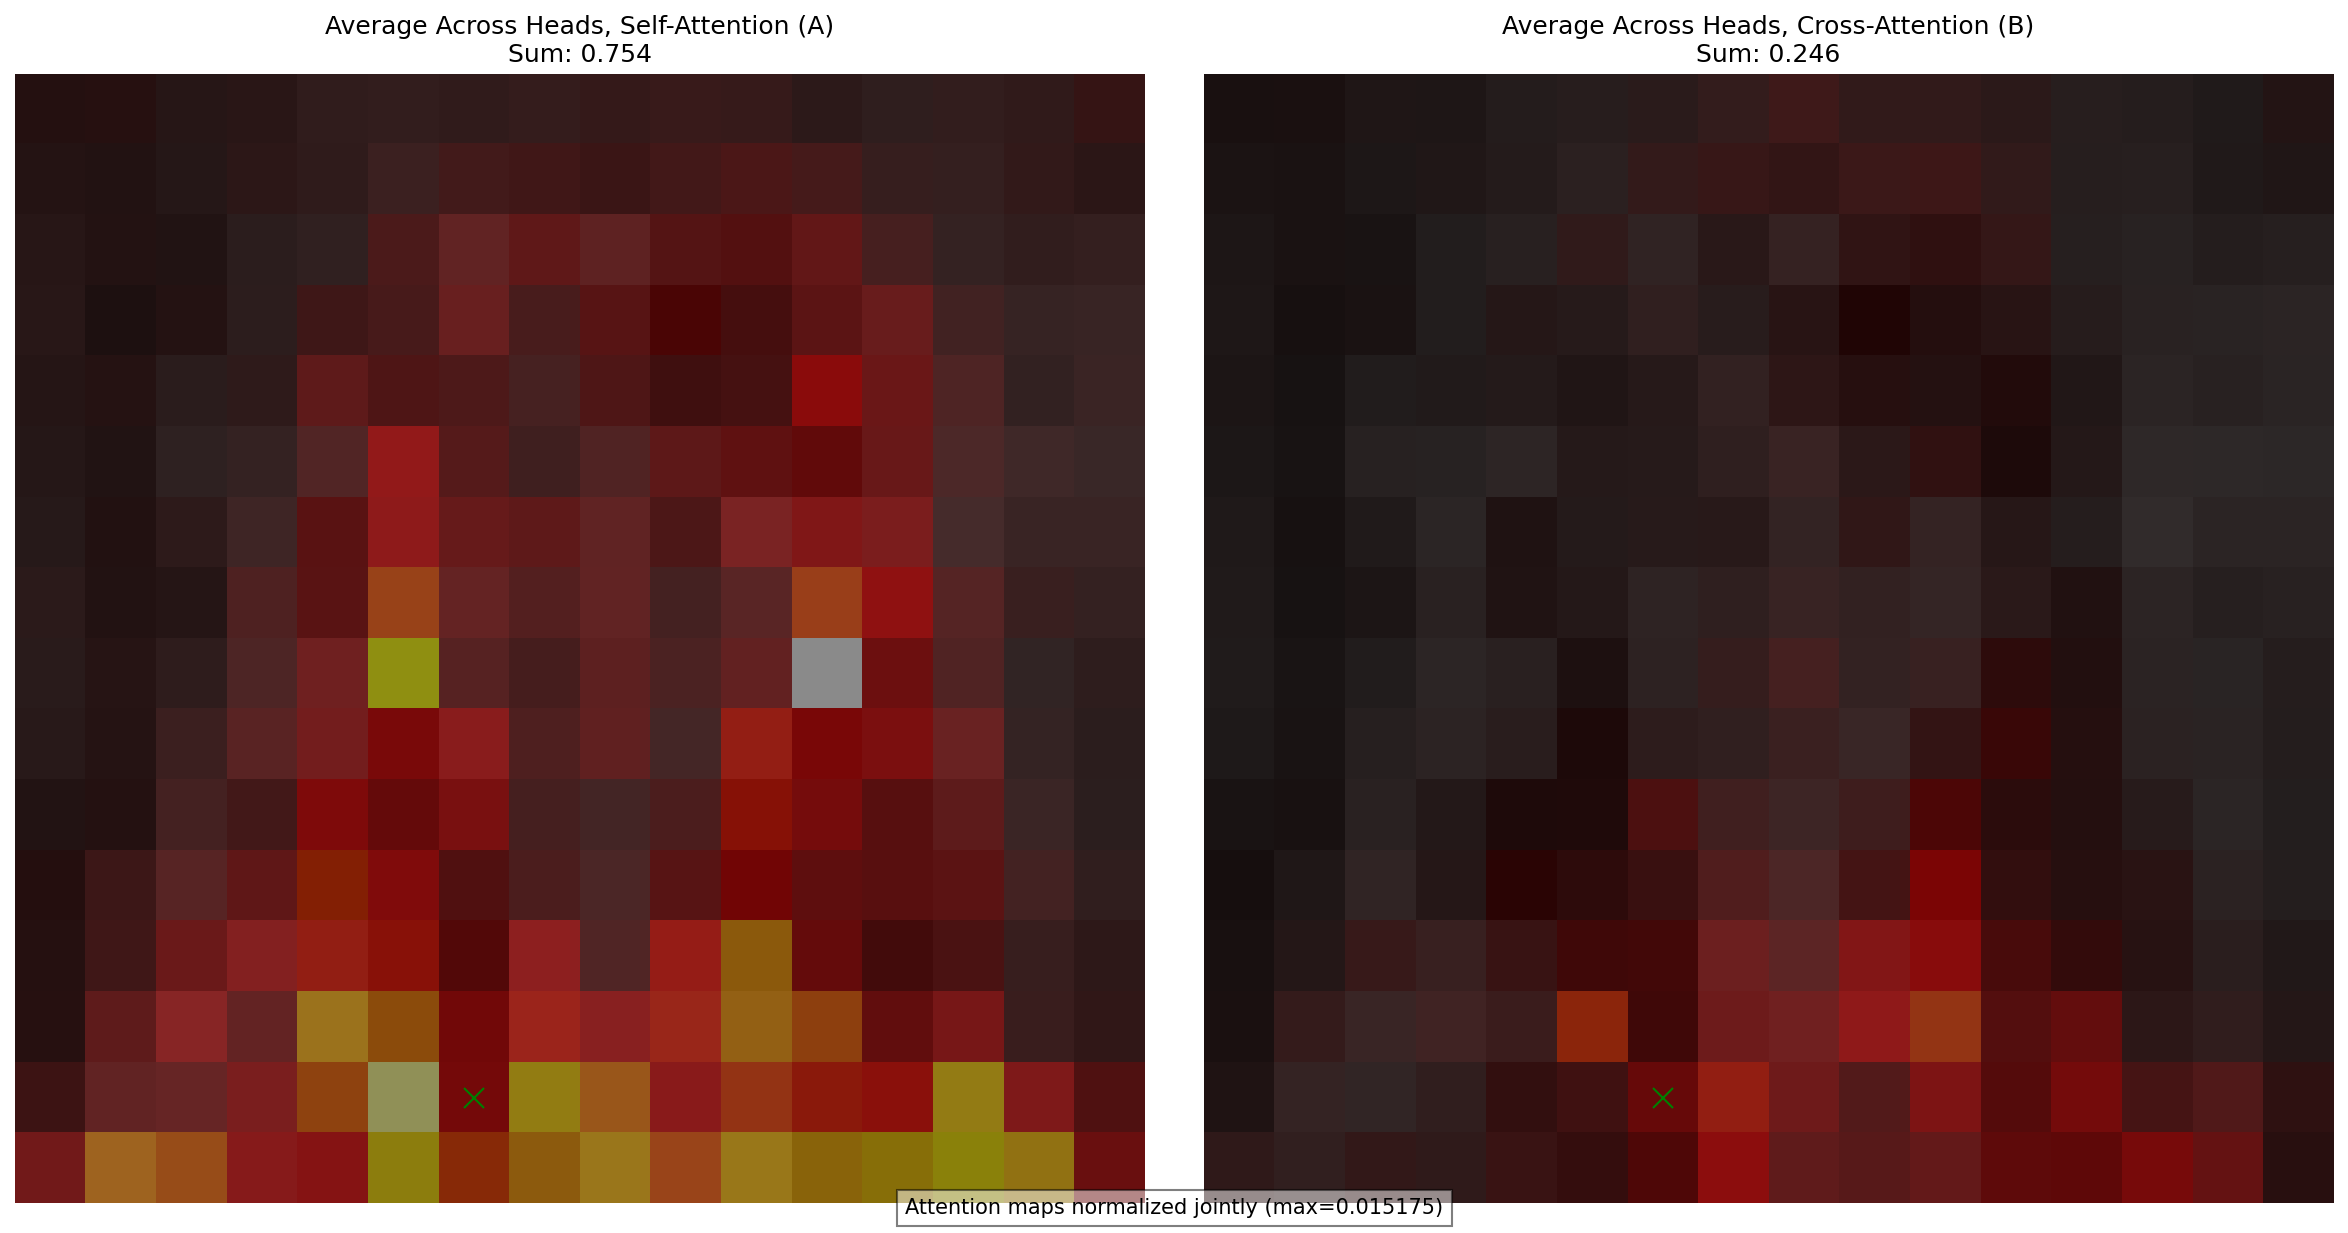 Average Across Heads, Self-Attention (A)
Sum: 0.754
Average Across Heads, Cross-Attention (B)
Sum: 0.246
Attention maps normalized jointly (max=0.015175)